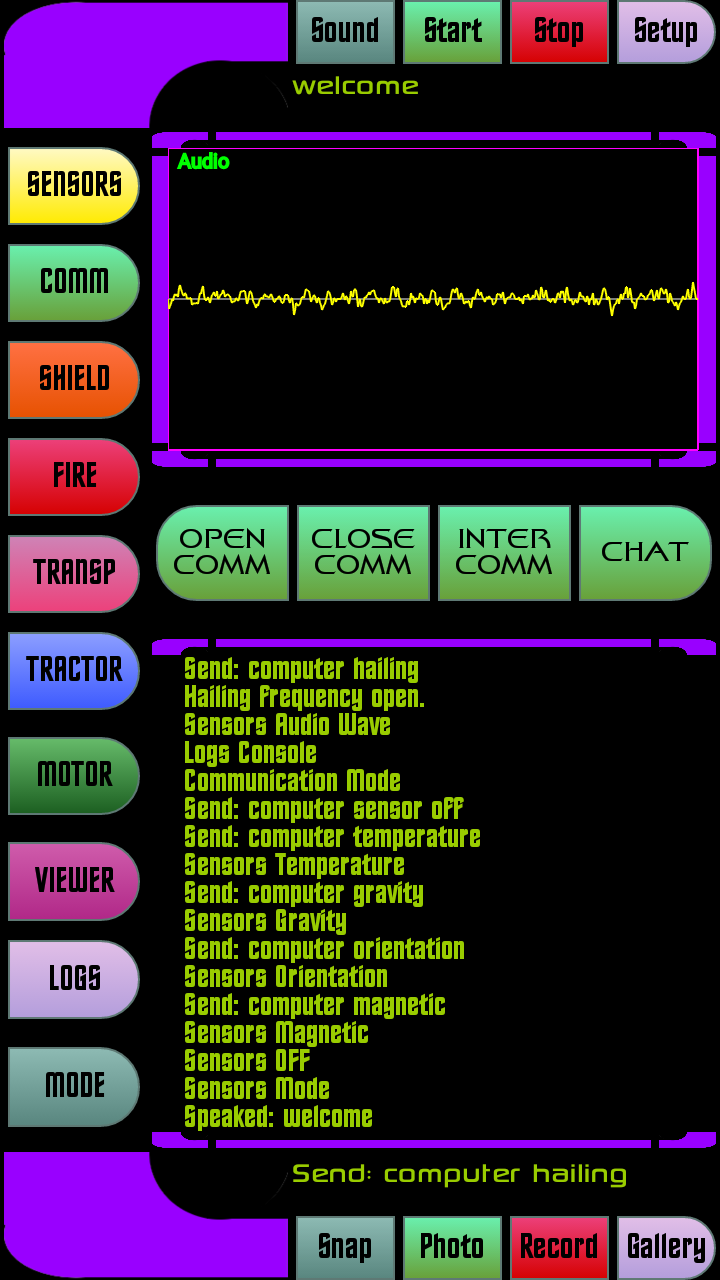 Sound
Start
Stop
Setup
welcome
Audio
SENSORS
COMM
SHIELD
FIRE
TRANSP
TRACTOR
MOTOR
VIEWER
LOGS
MODE
OPEN
COMM
CLOSE
COMM
INTER
COMM
CHAT
Send: computer hailing
Hailing frequency open.
Sensors Audio Wave
Logs Console
Communication Mode
Send: computer sensor off
Send: computer temperature
Sensors Temperature
Send: computer gravity
Sensors Gravity
Send: computer orientation
Sensors Orientation
Send: computer magnetic
Sensors Magnetic
Sensors OFF
Sensors Mode
Speaked: welcome
Send: computer hailing
Snap
Photo
Record
Gallery